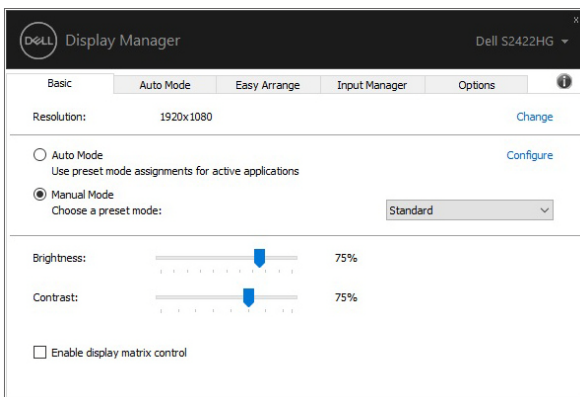 DELL Display Manager Dell S2422HG
Basic Auto Mode Easy Arrange Input Manager Options i
Resolution: 1920x1080 Change
Auto Mode Configure
Use preset mode assignments for active applications
Manual Mode
Choose a preset mode: Standard
Brightness: 75%
Contrast: 75%
Enable display matrix control